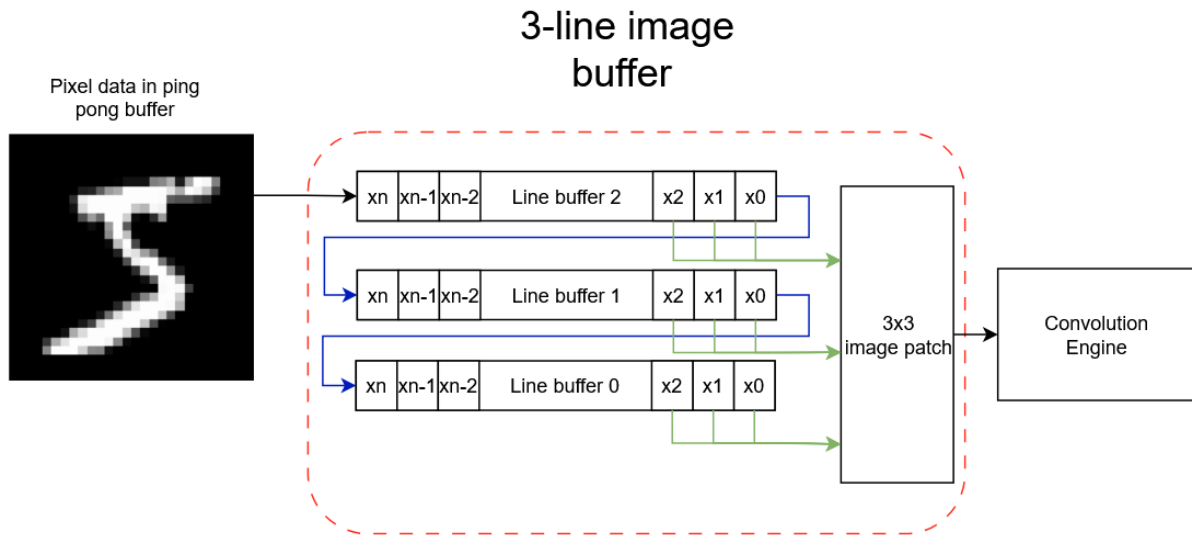 3-line image
buffer
Pixel data in ping
pong buffer
xn xn-1 xn-2 Line buffer 2 x2 x1 x0
xn xn-1 xn-2 Line buffer 1 x2 x1 x0
3x3
image patch
Convolution
Engine
xn xn-1 xn-2 Line buffer 0 x2 x1 x0